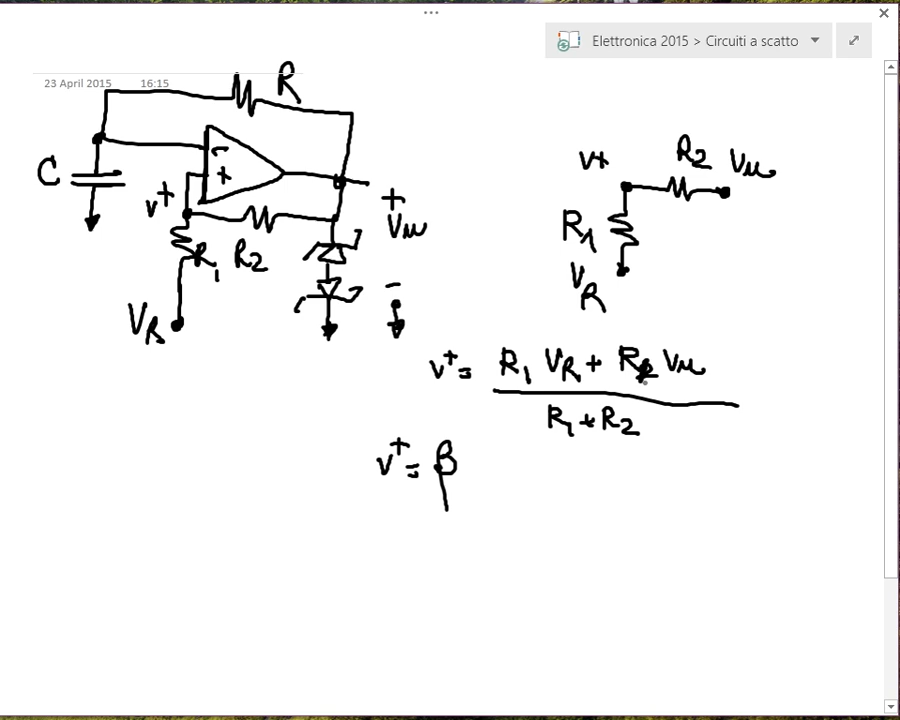 Elettronica 2015 > Circuiti a scatto
23 April 2015 16:15
R
C
-
+
V+
R1 R2
VR
+
Vu
-
V+
R2 Vu
R1
VR
V+ = R1 VR + R2 Vu
R1 + R2
V+ = β